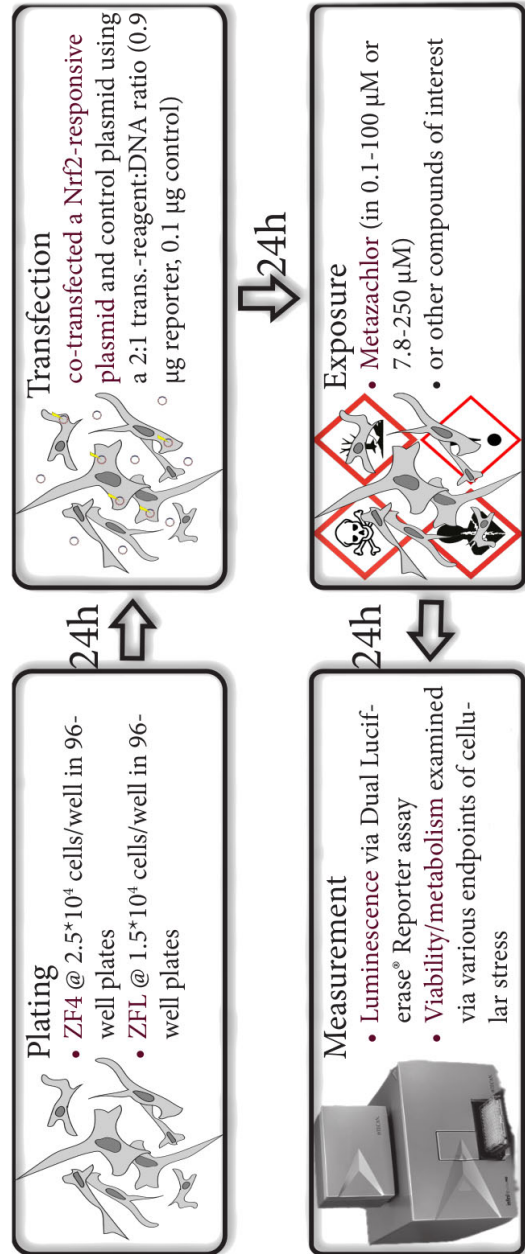 Plating
• ZF4 @ 2.5*10⁴ cells/well in 96-
well plates
• ZFL @ 1.5*10⁴ cells/well in 96-
well plates
24h
Transfection
co-transfected a Nrf2-responsive
plasmid and control plasmid using
a 2:1 trans.-reagent:DNA ratio (0.9
µg reporter, 0.1 µg control)
24h
Exposure
• Metazachlor (in 0.1-100 µM or
7.8-250 µM)
• or other compounds of interest
24h
Measurement
• Luminescence via Dual Lucif-
erase® Reporter assay
• Viability/metabolism examined
via various endpoints of cellu-
lar stress